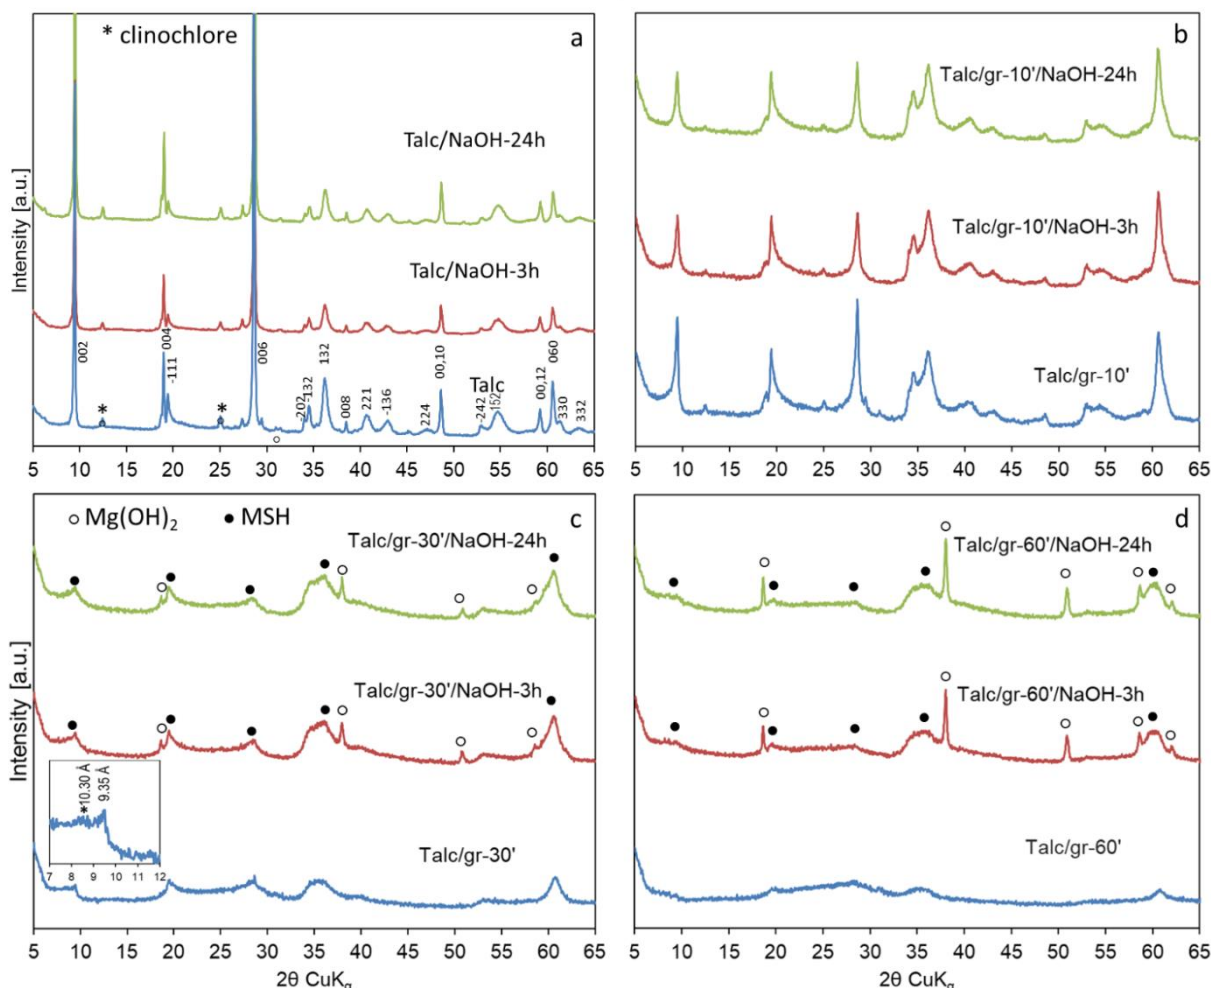 * clinochlore
a
Talc/NaOH-24h
Talc/NaOH-3h
Talc
002
004
-111
*
*
006
-202
-132
132
008
221
-136
224
00,10
-242
152
00,12
060
330
332
Intensity [a.u.]
5 10 15 20 25 30 35 40 45 50 55 60 65
b
Talc/gr-10'/NaOH-24h
Talc/gr-10'/NaOH-3h
Talc/gr-10'
5 10 15 20 25 30 35 40 45 50 55 60 65
○ Mg(OH)₂ ● MSH
c
Talc/gr-30'/NaOH-24h
Talc/gr-30'/NaOH-3h
Talc/gr-30'
*10.30 Å
9.35 Å
7 8 9 10 11 12
Intensity [a.u.]
5 10 15 20 25 30 35 40 45 50 55 60 65
2θ CuKα
d
Talc/gr-60'/NaOH-24h
Talc/gr-60'/NaOH-3h
Talc/gr-60'
5 10 15 20 25 30 35 40 45 50 55 60 65
2θ CuKα